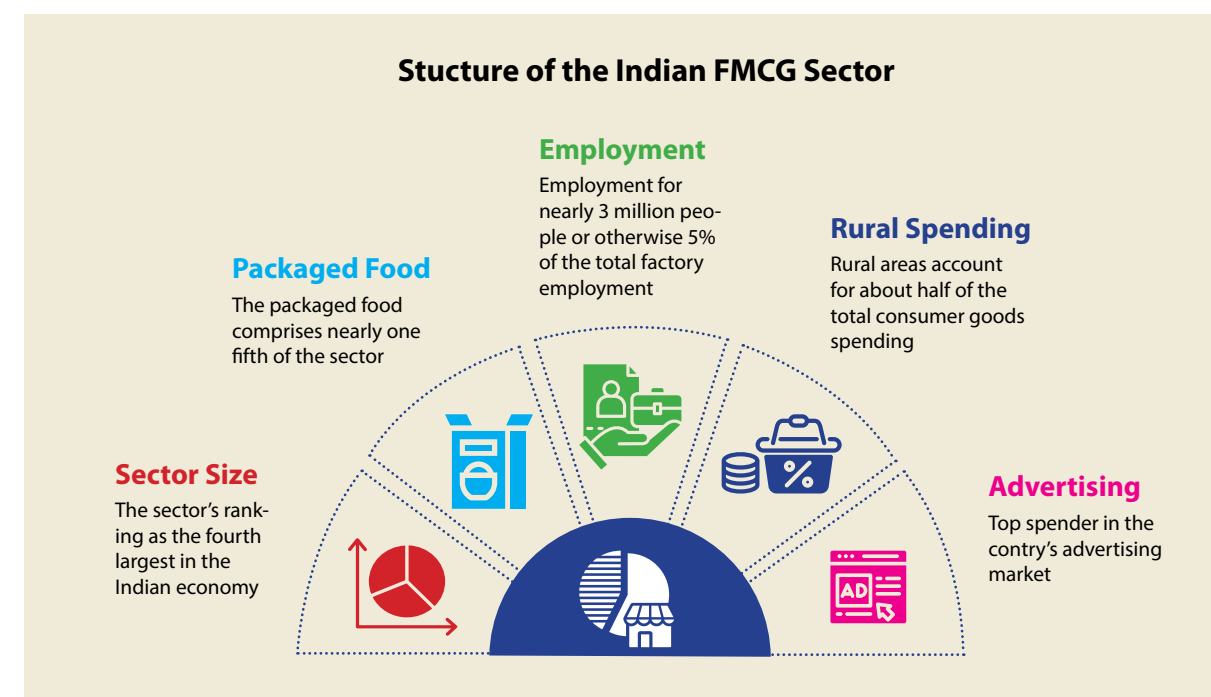 Stucture of the Indian FMCG Sector
Employment
Employment for
nearly 3 million peo-
ple or otherwise 5%
of the total factory
employment
Rural Spending
Rural areas account
for about half of the
total consumer goods
spending
Packaged Food
The packaged food
comprises nearly one
fifth of the sector
Sector Size
The sector's rank-
ing as the fourth
largest in the
Indian economy
Advertising
Top spender in the
contry's advertising
market
%
AD